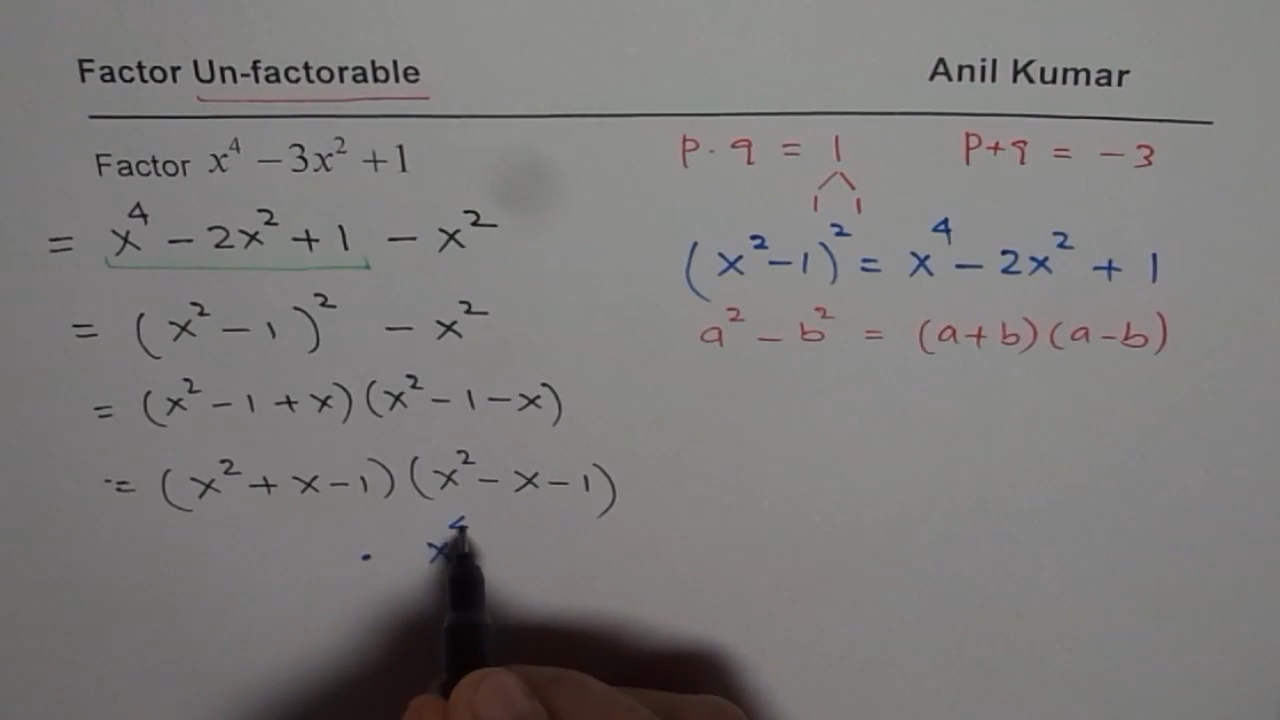 Factor Un-factorable Anil Kumar
Factor x⁴ − 3x² + 1
= x⁴ − 2x² + 1 − x²
= (x² − 1)² − x²
= (x² − 1 + x)(x² − 1 − x)
= (x² + x − 1)(x² − x − 1)
. x⁴
p · q = 1 p + q = −3
1 1
(x² − 1)² = x⁴ − 2x² + 1
a² − b² = (a + b)(a − b)